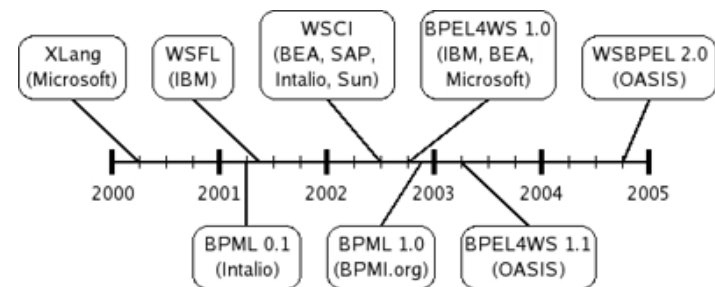 XLang
(Microsoft)
WSFL
(IBM)
WSCI
(BEA, SAP,
Intalio, Sun)
BPEL4WS 1.0
(IBM, BEA,
Microsoft)
WSBPEL 2.0
(OASIS)
2000
2001
2002
2003
2004
2005
BPML 0.1
(Intalio)
BPML 1.0
(BPMI.org)
BPEL4WS 1.1
(OASIS)